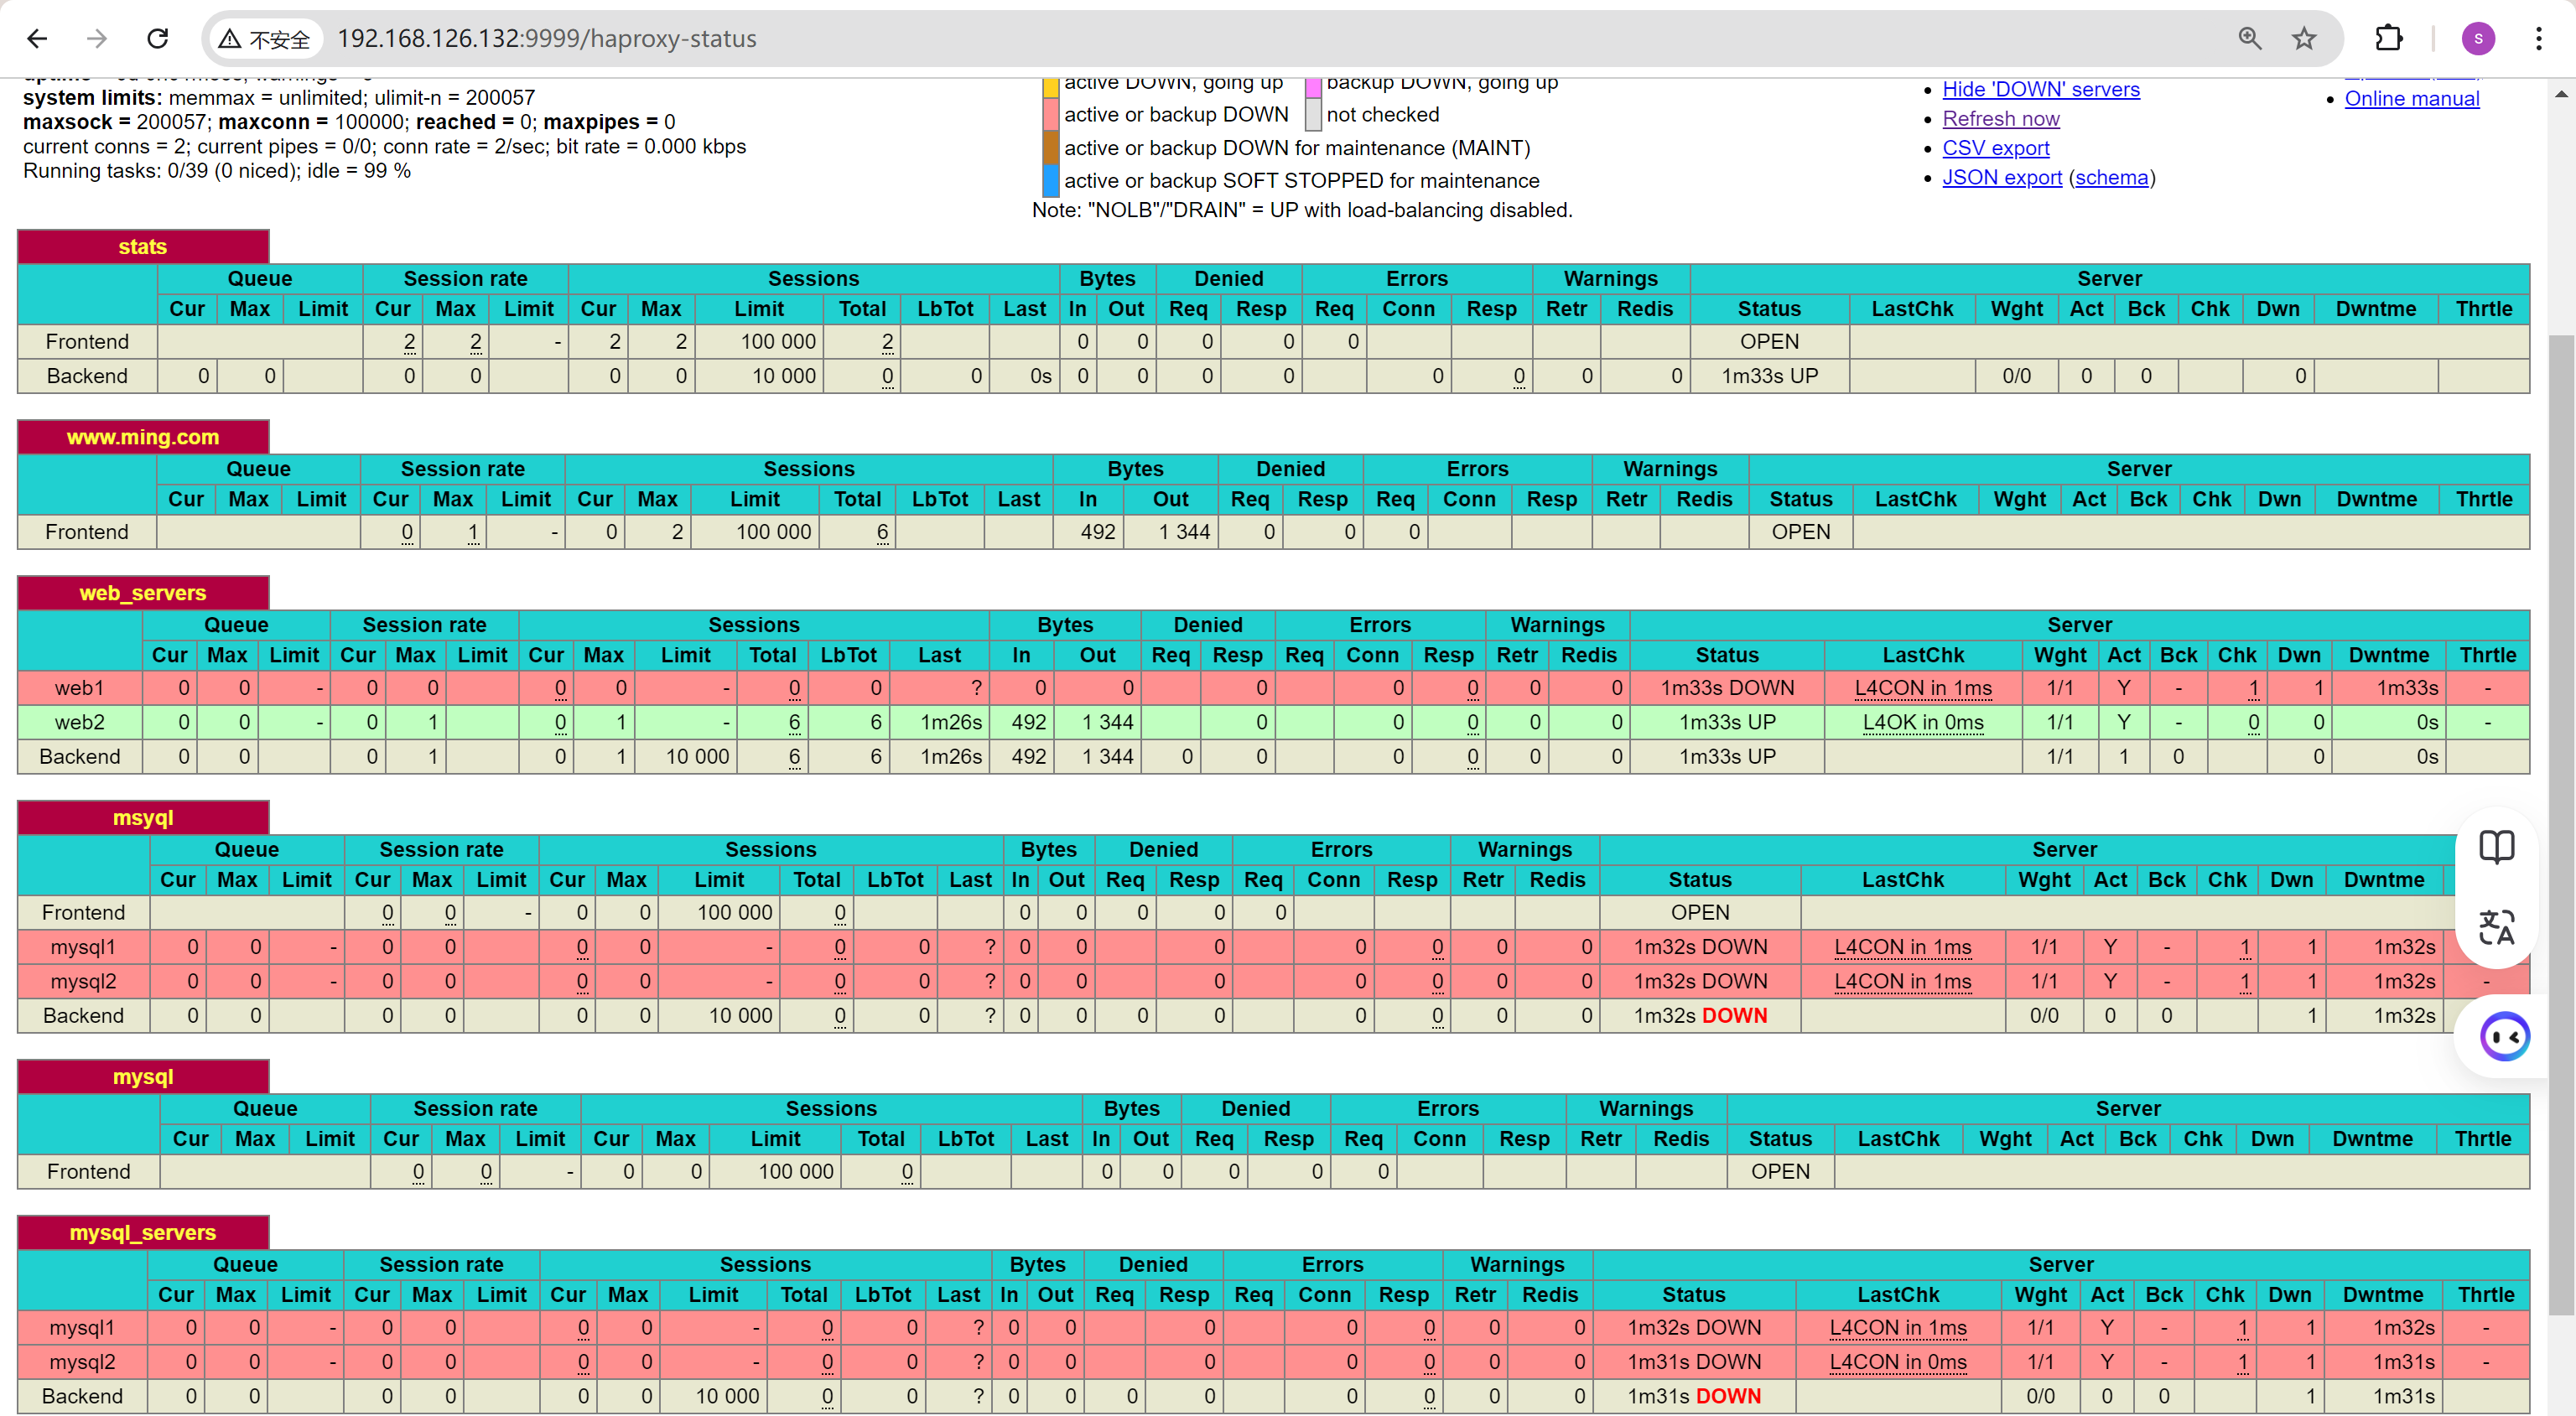 不安全 192.168.126.132:9999/haproxy-status s
system limits: memmax = unlimited; ulimit-n = 200057
maxsock = 200057; maxconn = 100000; reached = 0; maxpipes = 0
current conns = 2; current pipes = 0/0; conn rate = 2/sec; bit rate = 0.000 kbps
Running tasks: 0/39 (0 niced); idle = 99 %
active DOWN, going up backup DOWN, going up
active or backup DOWN not checked
active or backup DOWN for maintenance (MAINT)
active or backup SOFT STOPPED for maintenance
Note: "NOLB"/"DRAIN" = UP with load-balancing disabled.
• Hide 'DOWN' servers
• Refresh now
• CSV export
• JSON export (schema)
• Online manual
stats
Queue Session rate Sessions Bytes Denied Errors Warnings Server
Cur Max Limit Cur Max Limit Cur Max Limit Total LbTot Last In Out Req Resp Req Conn Resp Retr Redis Status LastChk Wght Act Bck Chk Dwn Dwntme Thrtle
Frontend 2 2 - 2 2 100 000 2 0 0 0 0 0 OPEN
Backend 0 0 0 0 0 0 10 000 0 0 0s 0 0 0 0 0 0 0 0 1m33s UP 0/0 0 0 0
www.ming.com
Queue Session rate Sessions Bytes Denied Errors Warnings Server
Cur Max Limit Cur Max Limit Cur Max Limit Total LbTot Last In Out Req Resp Req Conn Resp Retr Redis Status LastChk Wght Act Bck Chk Dwn Dwntme Thrtle
Frontend 0 1 - 0 2 100 000 6 492 1 344 0 0 0 OPEN
web_servers
Queue Session rate Sessions Bytes Denied Errors Warnings Server
Cur Max Limit Cur Max Limit Cur Max Limit Total LbTot Last In Out Req Resp Req Conn Resp Retr Redis Status LastChk Wght Act Bck Chk Dwn Dwntme Thrtle
web1 0 0 - 0 0 0 0 - 0 0 ? 0 0 0 0 0 0 0 1m33s DOWN L4CON in 1ms 1/1 Y - 1 1 1m33s -
web2 0 0 - 0 1 0 1 - 6 6 1m26s 492 1 344 0 0 0 0 0 1m33s UP L4OK in 0ms 1/1 Y - 0 0 0s -
Backend 0 0 0 1 0 1 10 000 6 6 1m26s 492 1 344 0 0 0 0 0 0 1m33s UP 1/1 1 0 0 0s
msyql
Queue Session rate Sessions Bytes Denied Errors Warnings Server
Cur Max Limit Cur Max Limit Cur Max Limit Total LbTot Last In Out Req Resp Req Conn Resp Retr Redis Status LastChk Wght Act Bck Chk Dwn Dwntme
Frontend 0 0 - 0 0 100 000 0 0 0 0 0 0 OPEN
mysql1 0 0 - 0 0 0 0 - 0 0 ? 0 0 0 0 0 0 0 1m32s DOWN L4CON in 1ms 1/1 Y - 1 1 1m32s
mysql2 0 0 - 0 0 0 0 - 0 0 ? 0 0 0 0 0 0 0 1m32s DOWN L4CON in 1ms 1/1 Y - 1 1 1m32s -
Backend 0 0 0 0 0 0 10 000 0 0 ? 0 0 0 0 0 0 0 0 1m32s DOWN 0/0 0 0 1 1m32s
mysql
Queue Session rate Sessions Bytes Denied Errors Warnings Server
Cur Max Limit Cur Max Limit Cur Max Limit Total LbTot Last In Out Req Resp Req Conn Resp Retr Redis Status LastChk Wght Act Bck Chk Dwn Dwntme Thrtle
Frontend 0 0 - 0 0 100 000 0 0 0 0 0 0 OPEN
mysql_servers
Queue Session rate Sessions Bytes Denied Errors Warnings Server
Cur Max Limit Cur Max Limit Cur Max Limit Total LbTot Last In Out Req Resp Req Conn Resp Retr Redis Status LastChk Wght Act Bck Chk Dwn Dwntme Thrtle
mysql1 0 0 - 0 0 0 0 - 0 0 ? 0 0 0 0 0 0 0 1m32s DOWN L4CON in 1ms 1/1 Y - 1 1 1m32s -
mysql2 0 0 - 0 0 0 0 - 0 0 ? 0 0 0 0 0 0 0 1m31s DOWN L4CON in 0ms 1/1 Y - 1 1 1m31s -
Backend 0 0 0 0 0 0 10 000 0 0 ? 0 0 0 0 0 0 0 0 1m31s DOWN 0/0 0 0 1 1m31s